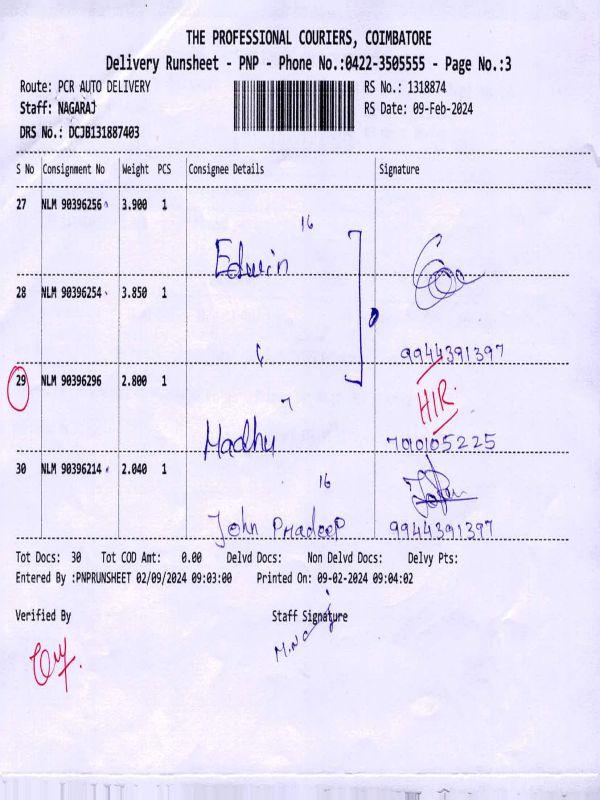 THE PROFESSIONAL COURIERS, COIMBATORE
Delivery Runsheet - PNP - Phone No.:0422-3505555 - Page No.:3
Route: PCR AUTO DELIVERY RS No.: 1318874
Staff: NAGARAJ RS Date: 09-Feb-2024
DRS No.: DCJB131887403
S No Consignment No Weight PCS Consignee Details Signature
27 NLM 90396256 3.900 1
16
Edwin
28 NLM 90396254 3.850 1
9944391397
29 NLM 90396296 2.800 1
HIR.
7
Madhu 790105225
30 NLM 90396214 2.040 1
16
John Pradeep 9944391397
Tot Docs: 30 Tot COD Amt: 0.00 Delvd Docs: Non Delvd Docs: Delvy Pts:
Entered By :PNPRUNSHEET 02/09/2024 09:03:00 Printed On: 09-02-2024 09:04:02
Verified By Staff Signature